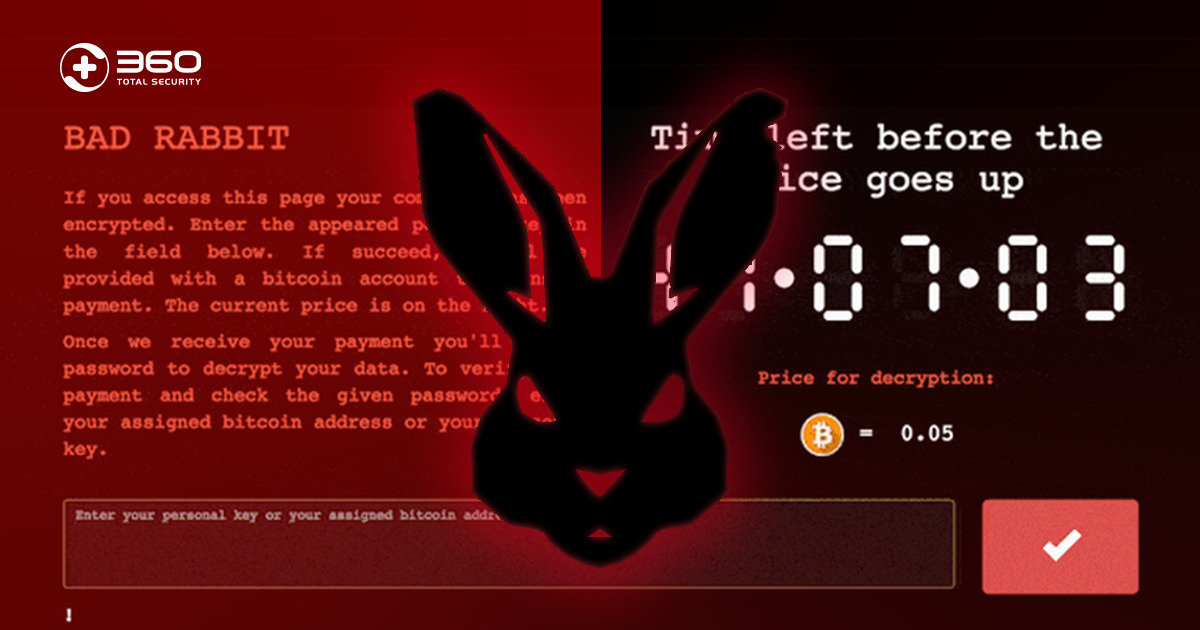 360
TOTAL SECURITY
BAD RABBIT
If you access this page your
encrypted. Enter the appeared in
the field below. If succeed,
provided with a bitcoin account
payment. The current price is on the
Once we receive your payment you'll
password to decrypt your data. To
payment and check the given password
your assigned bitcoin address or your
key.
Enter your personal key or your assigned bitcoin
!
left before the
goes up
07 03
Price for decryption:
= 0.05